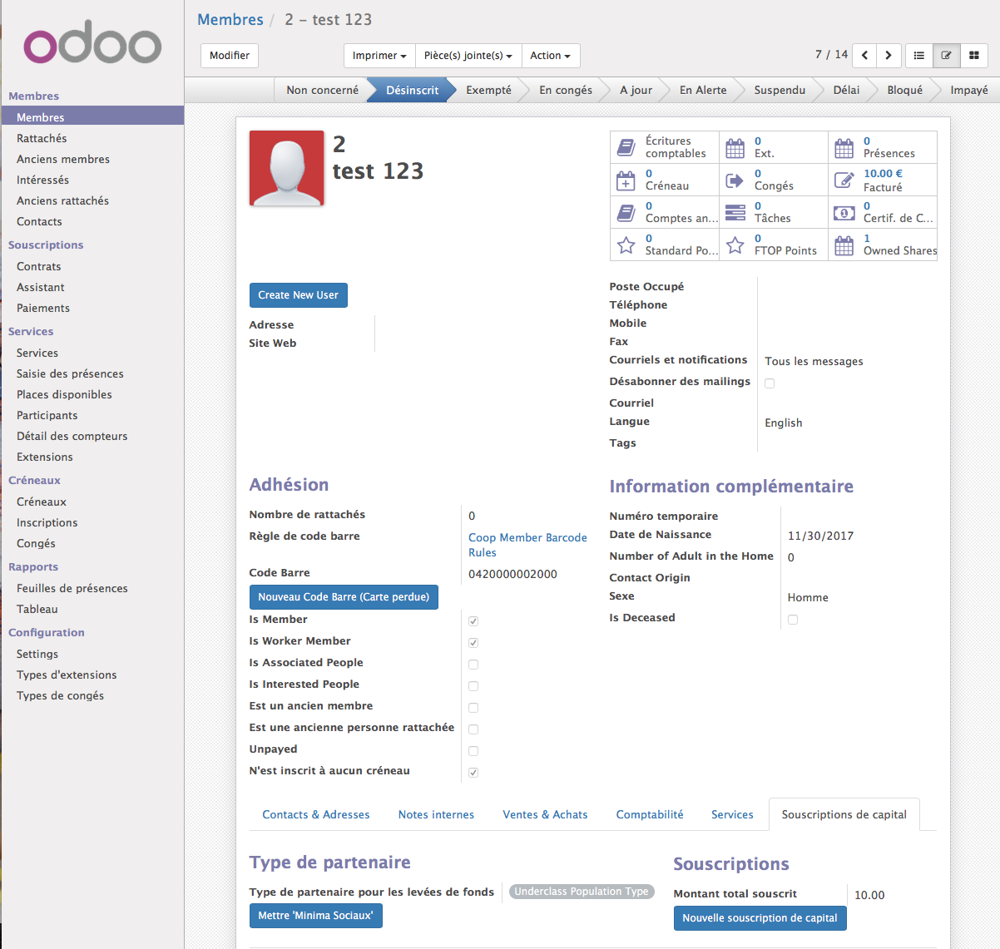 odoo
Membres / 2 - test 123
Modifier
Imprimer
Pièce(s) jointe(s)
Action
7 / 14
Non concerné
Désinscrit
Exempté
En congés
A jour
En Alerte
Suspendu
Délai
Bloqué
Impayé
Membres
Membres
Rattachés
Anciens membres
Intéressés
Anciens rattachés
Contacts
Souscriptions
Contrats
Assistant
Paiements
Services
Services
Saisie des présences
Places disponibles
Participants
Détail des compteurs
Extensions
Créneaux
Créneaux
Inscriptions
Congés
Rapports
Feuilles de présences
Tableau
Configuration
Settings
Types d'extensions
Types de congés
2
test 123
Écritures
comptables
0
Ext.
0
Présences
0
Créneau
0
Congés
10.00 €
Facturé
0
Comptes an...
0
Tâches
0
Certif. de C...
0
Standard Po...
0
FTOP Points
1
Owned Shares
Create New User
Adresse
Site Web
Poste Occupé
Téléphone
Mobile
Fax
Courriels et notifications Tous les messages
Désabonner des mailings
Courriel
Langue English
Tags
Adhésion
Nombre de rattachés 0
Règle de code barre Coop Member Barcode
Rules
Code Barre 0420000002000
Nouveau Code Barre (Carte perdue)
Is Member
Is Worker Member
Is Associated People
Is Interested People
Est un ancien membre
Est une ancienne personne rattachée
Unpayed
N'est inscrit à aucun créneau
Information complémentaire
Numéro temporaire
Date de Naissance 11/30/2017
Number of Adult in the Home 0
Contact Origin
Sexe Homme
Is Deceased
Contacts & Adresses
Notes internes
Ventes & Achats
Comptabilité
Services
Souscriptions de capital
Type de partenaire
Type de partenaire pour les levées de fonds Underclass Population Type
Mettre 'Minima Sociaux'
Souscriptions
Montant total souscrit 10.00
Nouvelle souscription de capital